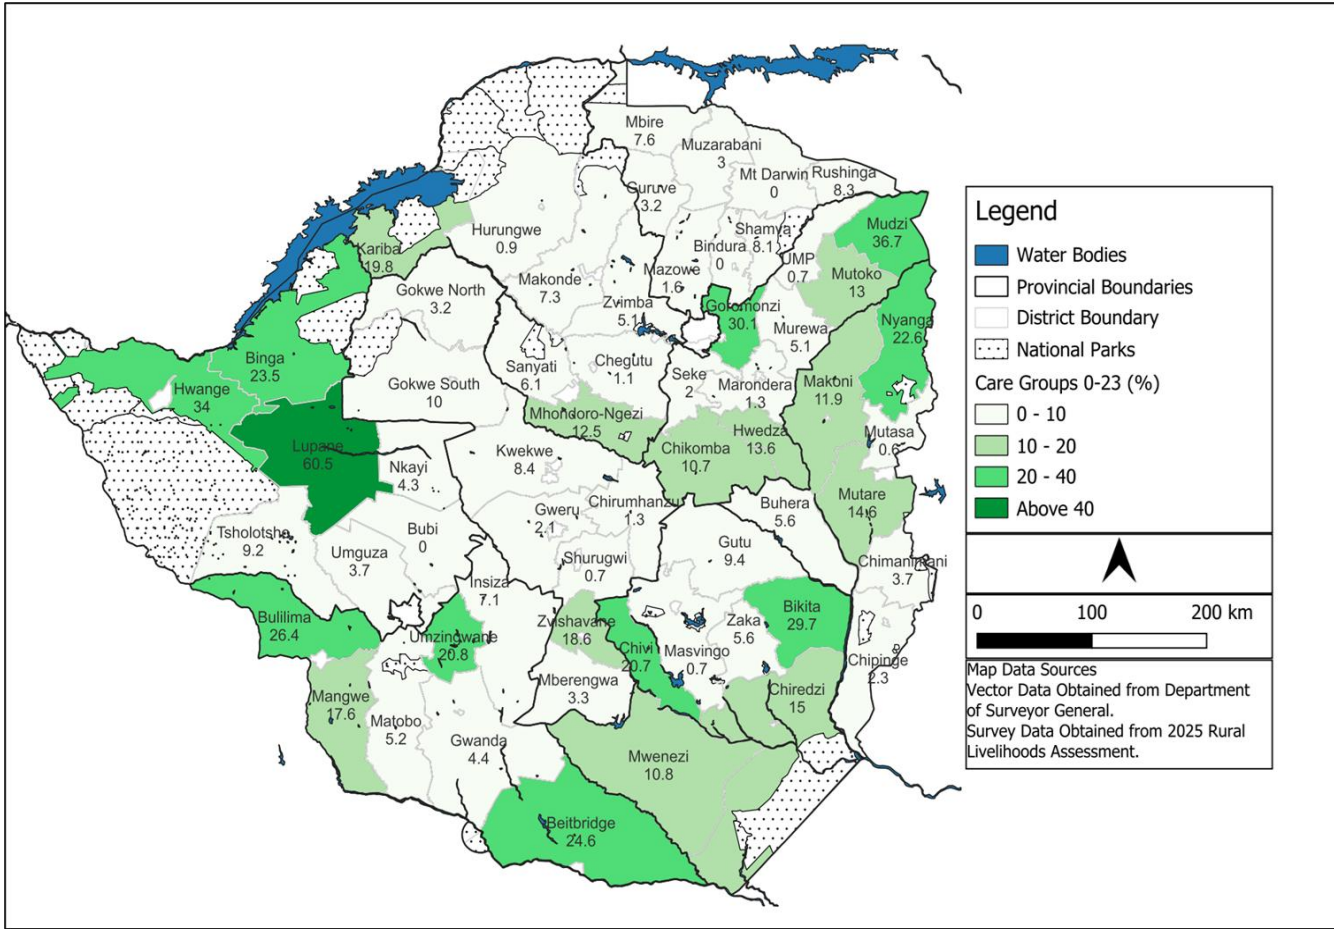 Mbire
7.6
Muzarabani
3
Mt Darwin
0
Rushinga
8.3
Guruve
3.2
Hurungwe
0.9
Shamva
8.1
Bindura
0
UMP
0.7
Mudzi
36.7
Mutoko
13
Kariba
19.8
Makonde
7.3
Mazowe
1.6
Gokwe North
3.2
Zvimba
5.1
Goromonzi
30.1
Murewa
5.1
Nyanga
22.6
Binga
23.5
Hwange
34
Sanyati
6.1
Chegutu
1.1
Seke
2
Marondera
1.3
Makoni
11.9
Gokwe South
10
Mhondoro-Ngezi
12.5
Chikomba
10.7
Hwedza
13.6
Mutasa
0.6
Lupane
60.5
Nkayi
4.3
Kwekwe
8.4
Mutare
14.6
Gweru
2.1
Chirumhanzu
1.3
Buhera
5.6
Tsholotsho
9.2
Umguza
3.7
Bubi
0
Shurugwi
0.7
Gutu
9.4
Chimanimani
3.7
Insiza
7.1
Bulilima
26.4
Umzingwane
20.8
Zvishavane
18.6
Chivi
20.7
Masvingo
0.7
Zaka
5.6
Bikita
29.7
Chipinge
2.3
Mangwe
17.6
Matobo
5.2
Mberengwa
3.3
Chiredzi
15
Gwanda
4.4
Mwenezi
10.8
Beitbridge
24.6
Legend
Water Bodies
Provincial Boundaries
District Boundary
National Parks
Care Groups 0-23 (%)
0 - 10
10 - 20
20 - 40
Above 40
0 100 200 km
Map Data Sources
Vector Data Obtained from Department
of Surveyor General.
Survey Data Obtained from 2025 Rural
Livelihoods Assessment.